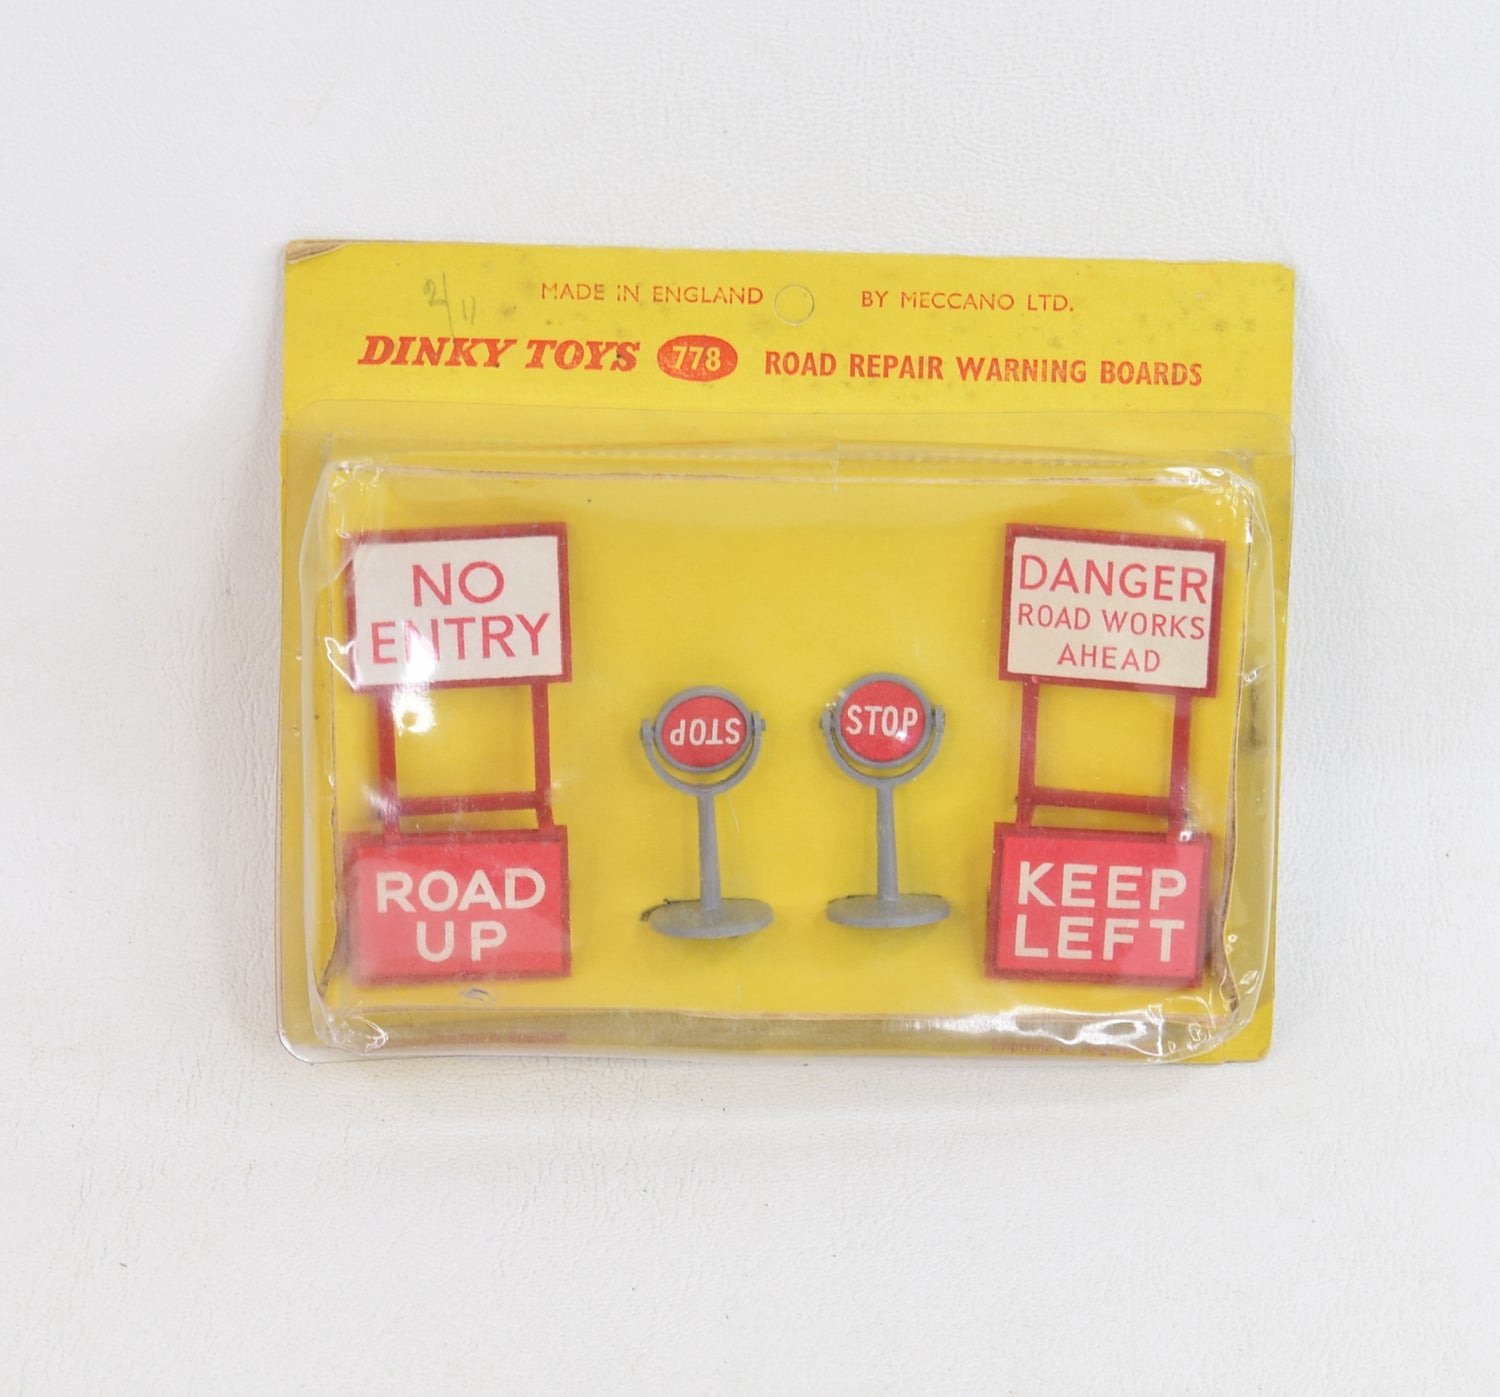 2/11
MADE IN ENGLAND BY MECCANO LTD.
DINKY TOYS 778 ROAD REPAIR WARNING BOARDS
NO
ENTRY
DANGER
ROAD WORKS
AHEAD
STOP
STOP
ROAD
UP
KEEP
LEFT